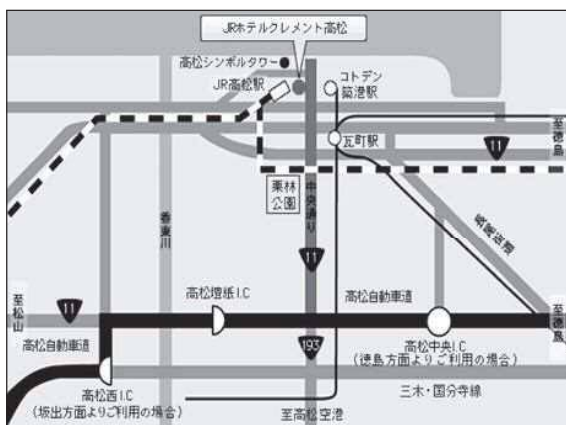 JRホテルクレメント高松
高松シンボルタワー
JR高松駅
コトデン
築港駅
至徳島
瓦町駅
11
栗林
公園
中央通り
香東川
長尾街道
11
高松檀紙I.C
高松自動車道
至松山
11
至徳島
高松自動車道
193
高松中央I.C
(徳島方面よりご利用の場合)
高松西I.C
(坂出方面よりご利用の場合)
三木・国分寺線
至高松空港